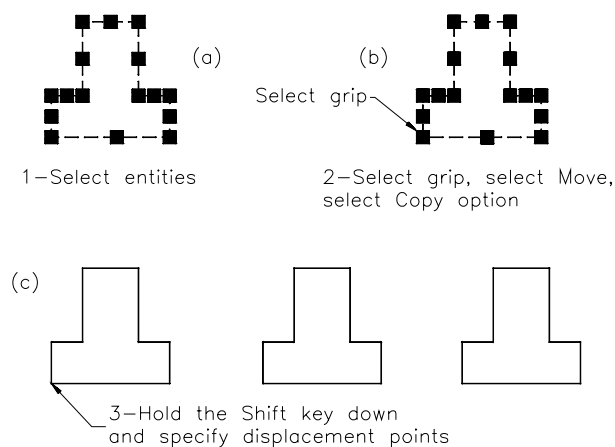 (a)
(b)
Select grip
1-Select entities
2-Select grip, select Move,
select Copy option
(c)
3-Hold the Shift key down
and specify displacement points